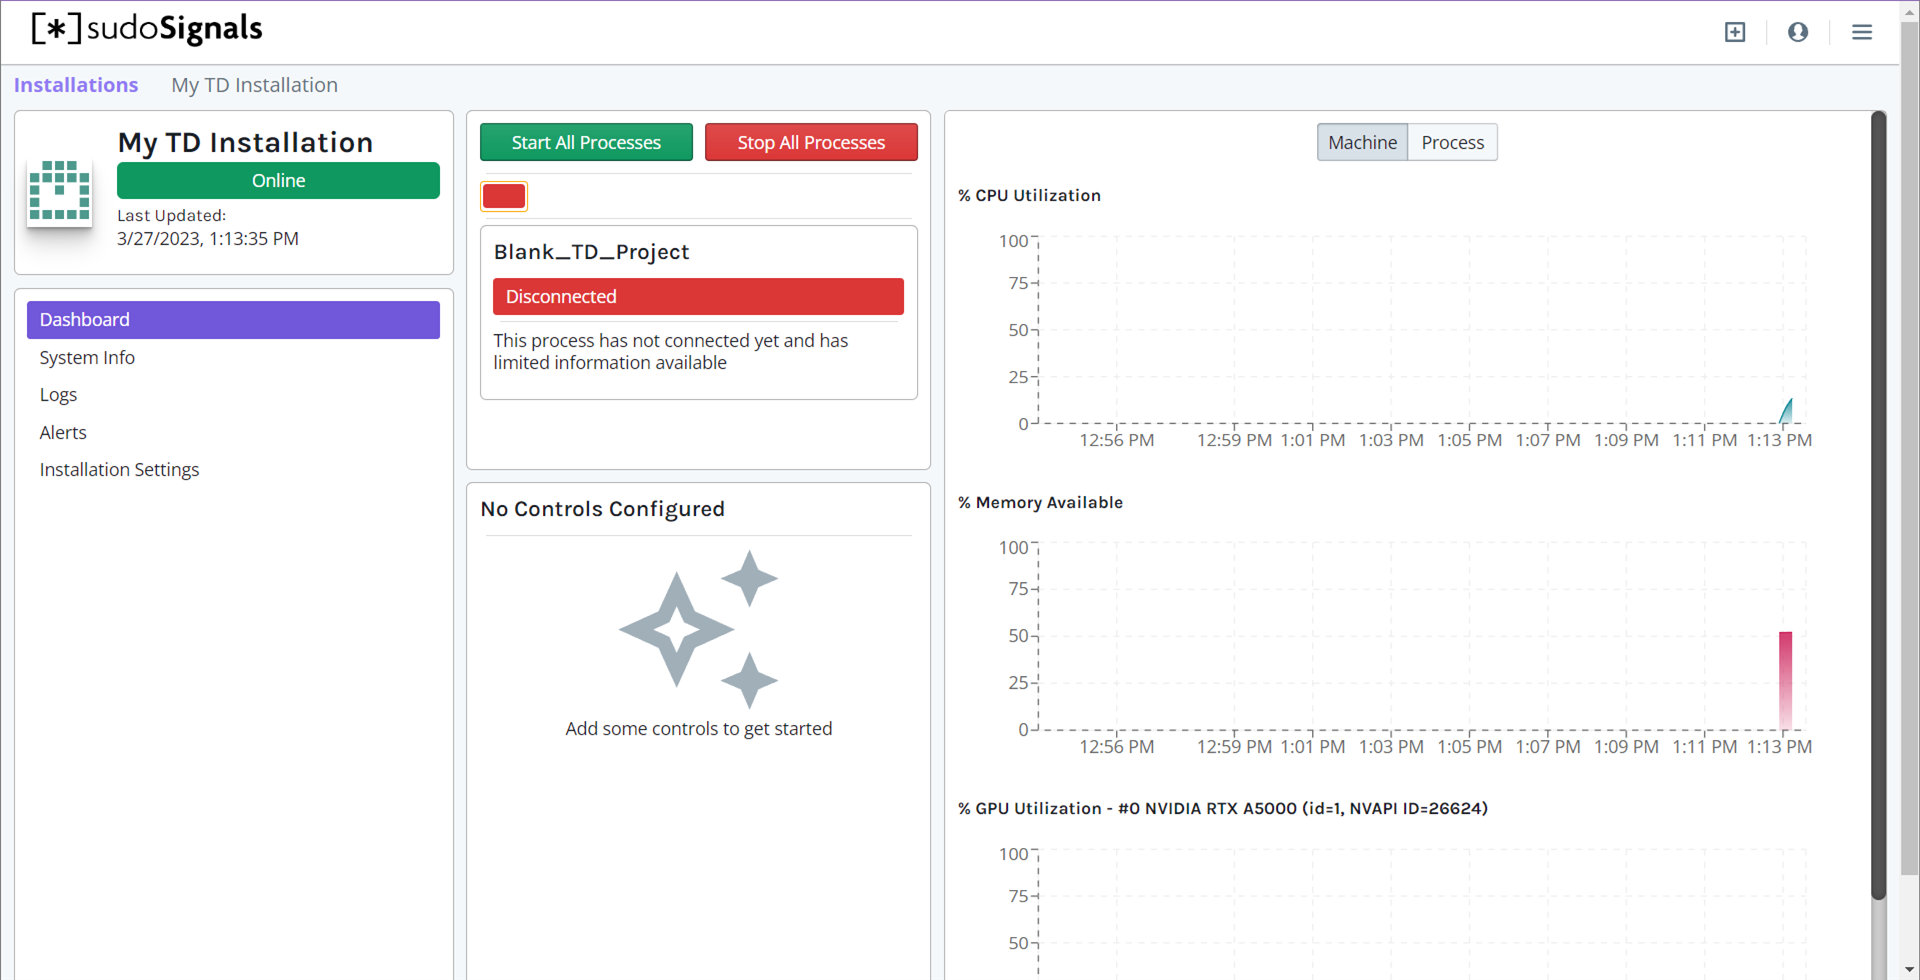 [*]sudoSignals
Installations
My TD Installation
My TD Installation
Online
Last Updated:
3/27/2023, 1:13:35 PM
Dashboard
System Info
Logs
Alerts
Installation Settings
Start All Processes
Stop All Processes
Blank_TD_Project
Disconnected
This process has not connected yet and has
limited information available
No Controls Configured
Add some controls to get started
Machine
Process
% CPU Utilization
100
75
50
25
0
12:56 PM 12:59 PM 1:01 PM 1:03 PM 1:05 PM 1:07 PM 1:09 PM 1:11 PM 1:13 PM
% Memory Available
100
75
50
25
0
12:56 PM 12:59 PM 1:01 PM 1:03 PM 1:05 PM 1:07 PM 1:09 PM 1:11 PM 1:13 PM
% GPU Utilization - #0 NVIDIA RTX A5000 (id=1, NVAPI ID=26624)
100
75
50